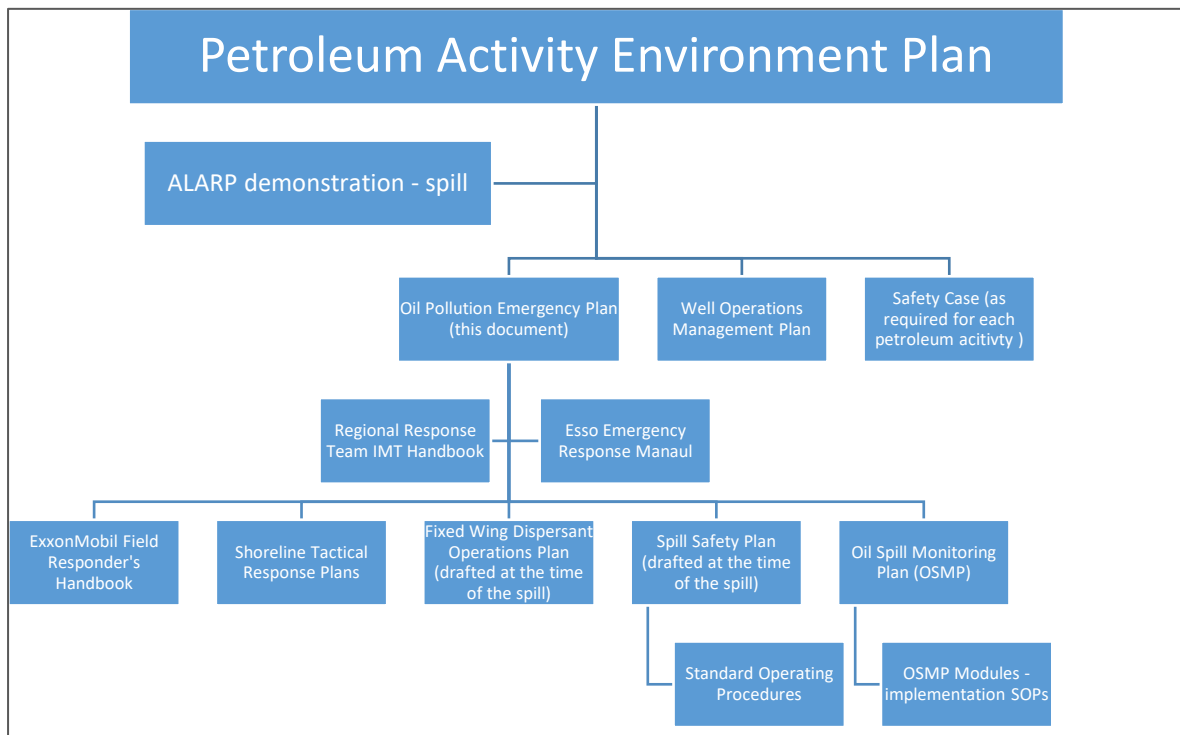 Petroleum Activity Environment Plan
ALARP demonstration - spill
Oil Pollution Emergency Plan
(this document)
Well Operations
Management Plan
Safety Case (as
required for each
petroleum acitivty )
Regional Response
Team IMT Handbook
Esso Emergency
Response Manaul
ExxonMobil Field
Responder's
Handbook
Shoreline Tactical
Response Plans
Fixed Wing Dispersant
Operations Plan
(drafted at the time
of the spill)
Spill Safety Plan
(drafted at the time
of the spill)
Oil Spill Monitoring
Plan (OSMP)
Standard Operating
Procedures
OSMP Modules -
implementation SOPs